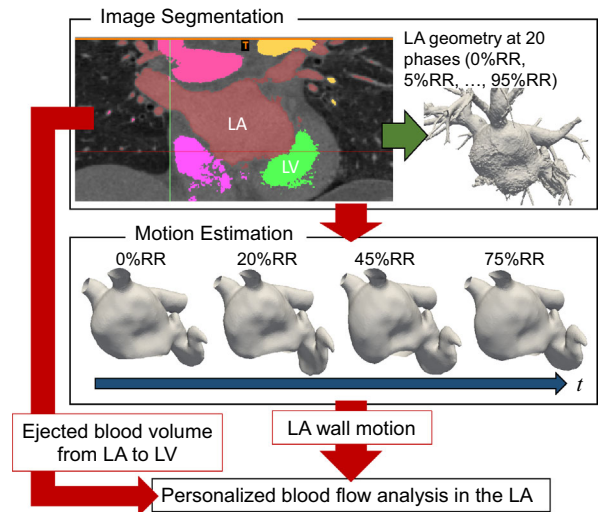 Image Segmentation
T
LA geometry at 20
phases (0%RR,
5%RR, ..., 95%RR)
LA
LV
Motion Estimation
0%RR
20%RR
45%RR
75%RR
t
Ejected blood volume
from LA to LV
LA wall motion
Personalized blood flow analysis in the LA